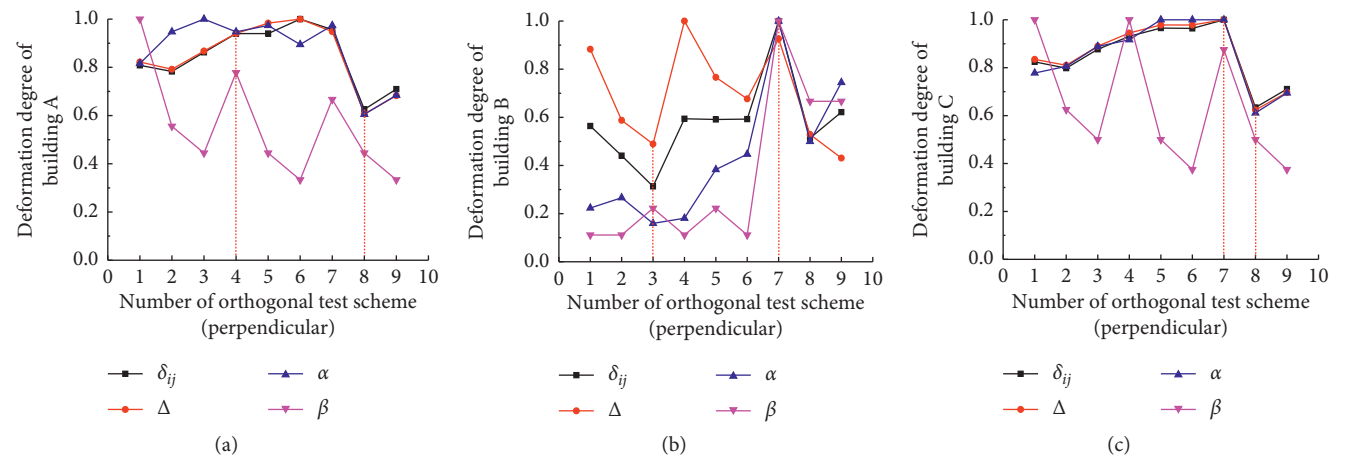 Deformation degree of
building A
1.0
0.8
0.6
0.4
0.2
0.0
0 1 2 3 4 5 6 7 8 9 10
Number of orthogonal test scheme
(perpendicular)
δij
Δ
α
β
(a)
Deformation degree of
building B
1.0
0.8
0.6
0.4
0.2
0.0
0 1 2 3 4 5 6 7 8 9 10
Number of orthogonal test scheme
(perpendicular)
δij
Δ
α
β
(b)
Deformation degree of
building C
1.0
0.8
0.6
0.4
0.2
0.0
0 1 2 3 4 5 6 7 8 9 10
Number of orthogonal test scheme
(perpendicular)
δij
Δ
α
β
(c)